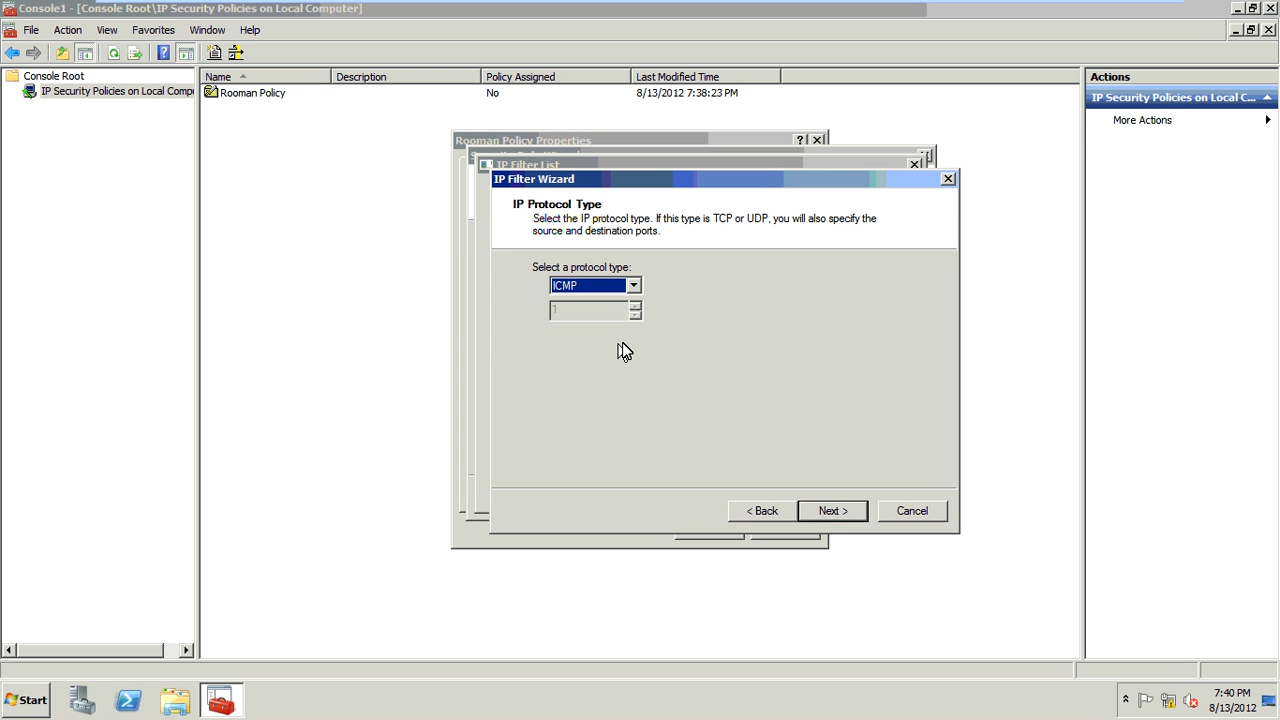 Console1 - [Console Root\IP Security Policies on Local Computer]
File Action View Favorites Window Help
Console Root
IP Security Policies on Local Compu
Name Description Policy Assigned Last Modified Time
Rooman Policy No 8/13/2012 7:38:23 PM
Actions
IP Security Policies on Local C...
More Actions
Rooman Policy Properties
IP Filter List
IP Filter Wizard
IP Protocol Type
Select the IP protocol type. If this type is TCP or UDP, you will also specify the
source and destination ports.
Select a protocol type:
ICMP
1
< Back Next > Cancel
Start
7:40 PM
8/13/2012